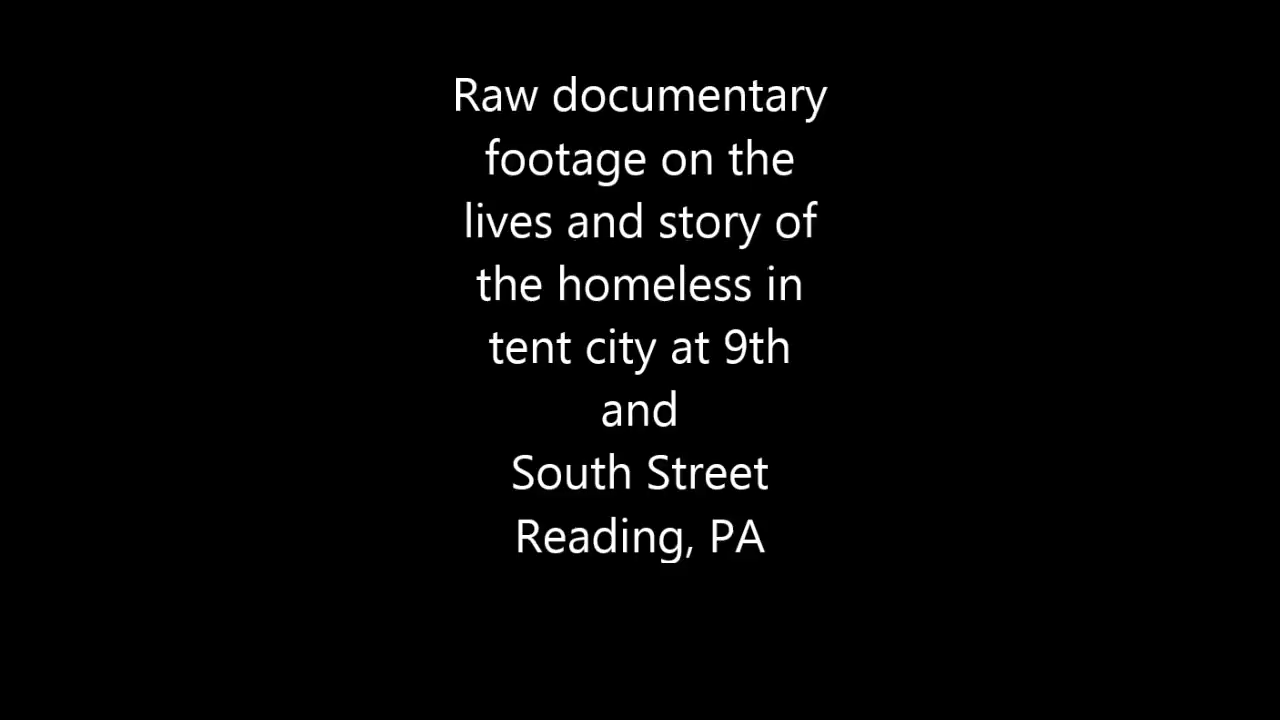 Raw documentary
footage on the
lives and story of
the homeless in
tent city at 9th
and
South Street
Reading, PA